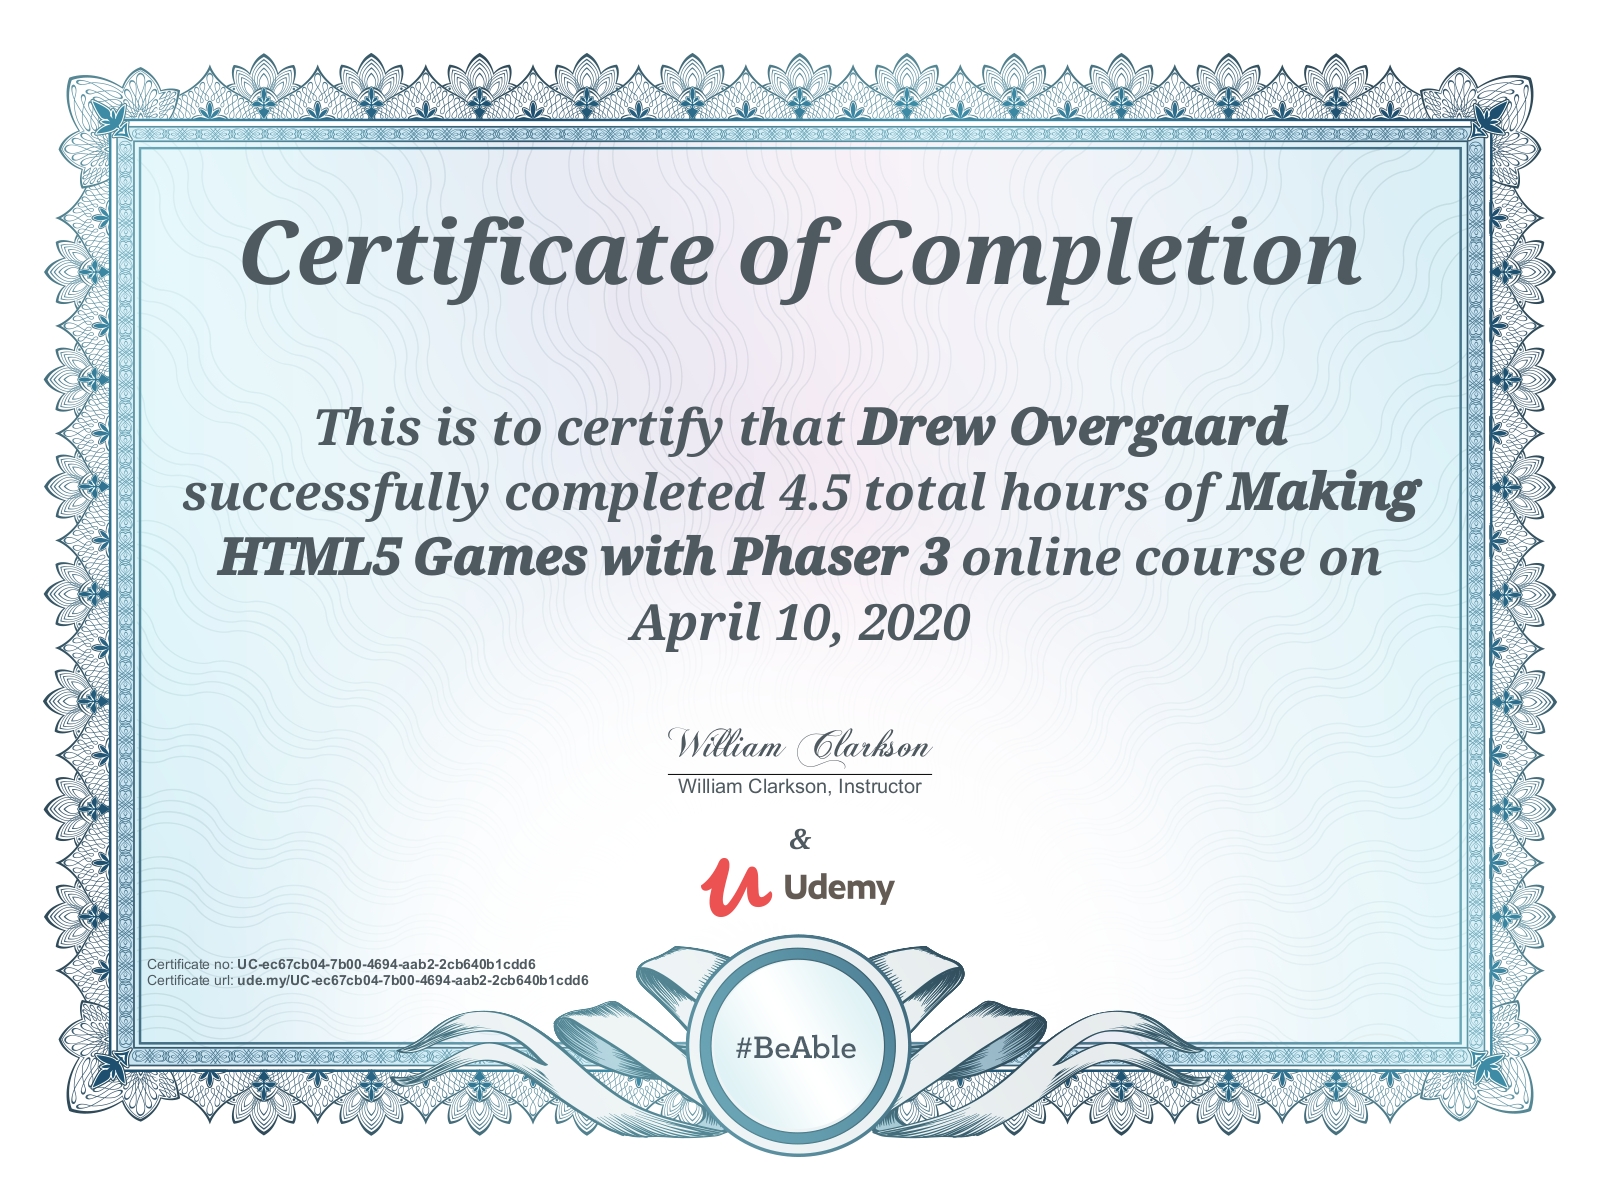 Certificate of Completion
This is to certify that Drew Overgaard
successfully completed 4.5 total hours of Making
HTML5 Games with Phaser 3 online course on
April 10, 2020
William Clarkson
William Clarkson, Instructor
&
Udemy
Certificate no: UC-ec67cb04-7b00-4694-aab2-2cb640b1cdd6
Certificate url: ude.my/UC-ec67cb04-7b00-4694-aab2-2cb640b1cdd6
#BeAble